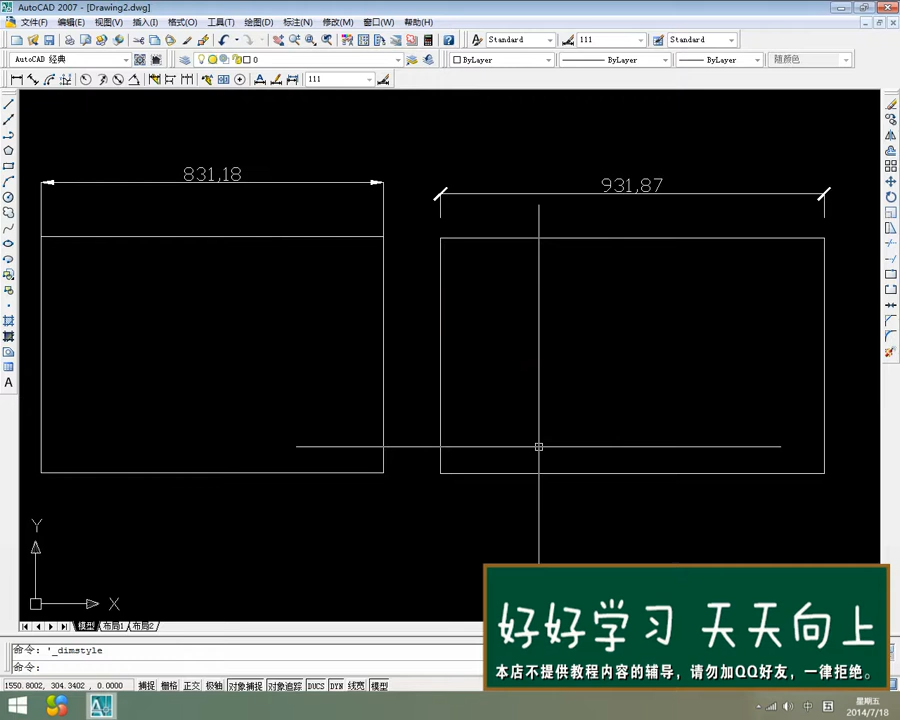 AutoCAD 2007 - [Drawing2.dwg]
文件(F) 编辑(E) 视图(V) 插入(I) 格式(O) 工具(T) 绘图(D) 标注(N) 修改(M) 窗口(W) 帮助(H)
Standard 111 Standard
AutoCAD 经典 0 ByLayer ByLayer ByLayer 随颜色
111
831,18
931,87
Y
X
模型 布局1 布局2
命令: '_dimstyle
命令:
好好学习 天天向上
本店不提供教程内容的辅导，请勿加QQ好友，一律拒绝。
1550.8002, 304.3402 , 0.0000 捕捉 栅格 正交 极轴 对象捕捉 对象追踪 DUCS DYN 线宽 模型
中 五
星期五
2014/7/18
A